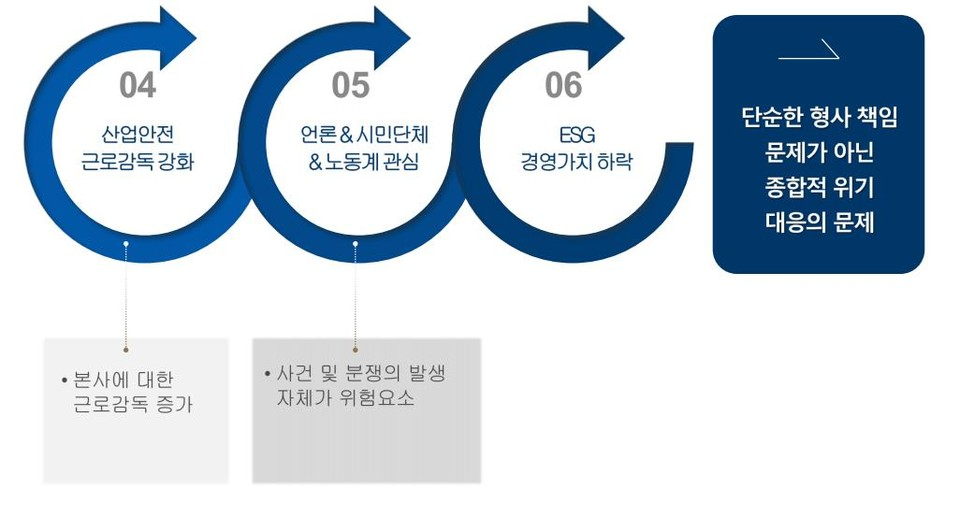 04
산업안전
근로감독 강화
05
언론 & 시민단체
& 노동계 관심
06
ESG
경영가치 하락
단순한 형사 책임
문제가 아닌
종합적 위기
대응의 문제
• 본사에 대한
근로감독 증가
• 사건 및 분쟁의 발생
자체가 위험요소